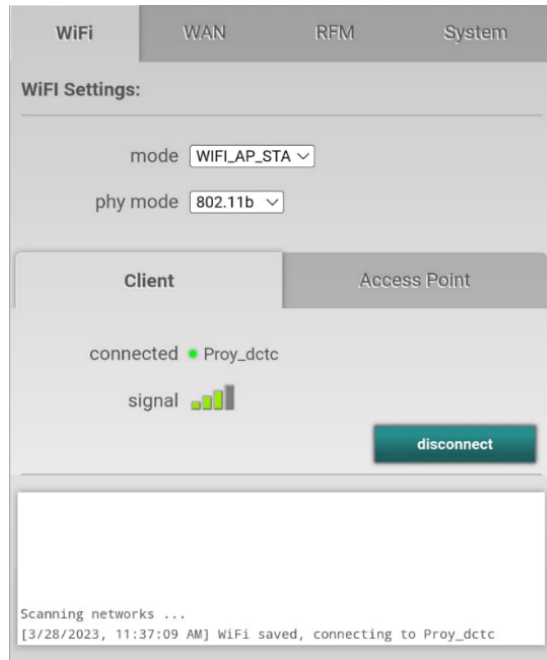 WiFi WAN RFM System
WiFI Settings:
mode WIFI_AP_STA
phy mode 802.11b
Client Access Point
connected Proy_dctc
signal
disconnect
Scanning networks ...
[3/28/2023, 11:37:09 AM] WiFi saved, connecting to Proy_dctc